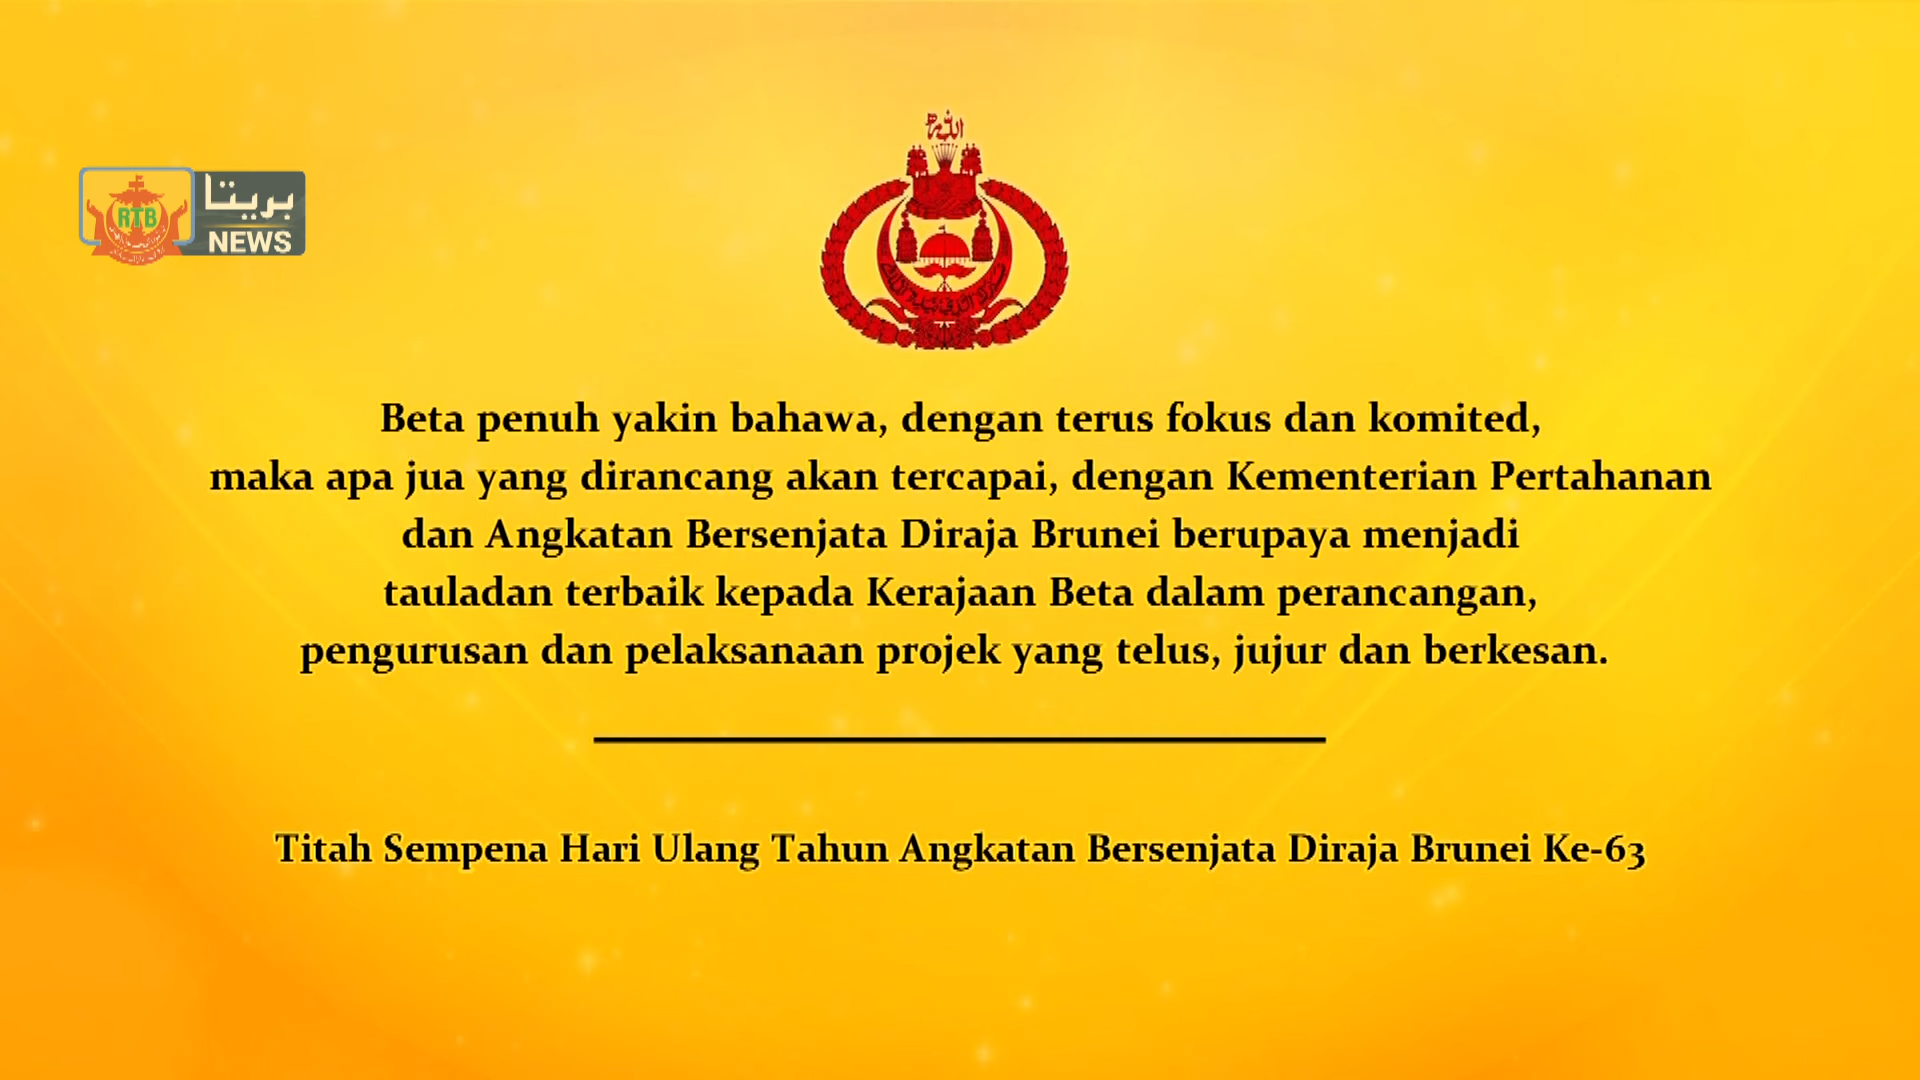 بريتا
RTB
NEWS
Beta penuh yakin bahawa, dengan terus fokus dan komited,
maka apa jua yang dirancang akan tercapai, dengan Kementerian Pertahanan
dan Angkatan Bersenjata Diraja Brunei berupaya menjadi
tauladan terbaik kepada Kerajaan Beta dalam perancangan,
pengurusan dan pelaksanaan projek yang telus, jujur dan berkesan.
Titah Sempena Hari Ulang Tahun Angkatan Bersenjata Diraja Brunei Ke-63